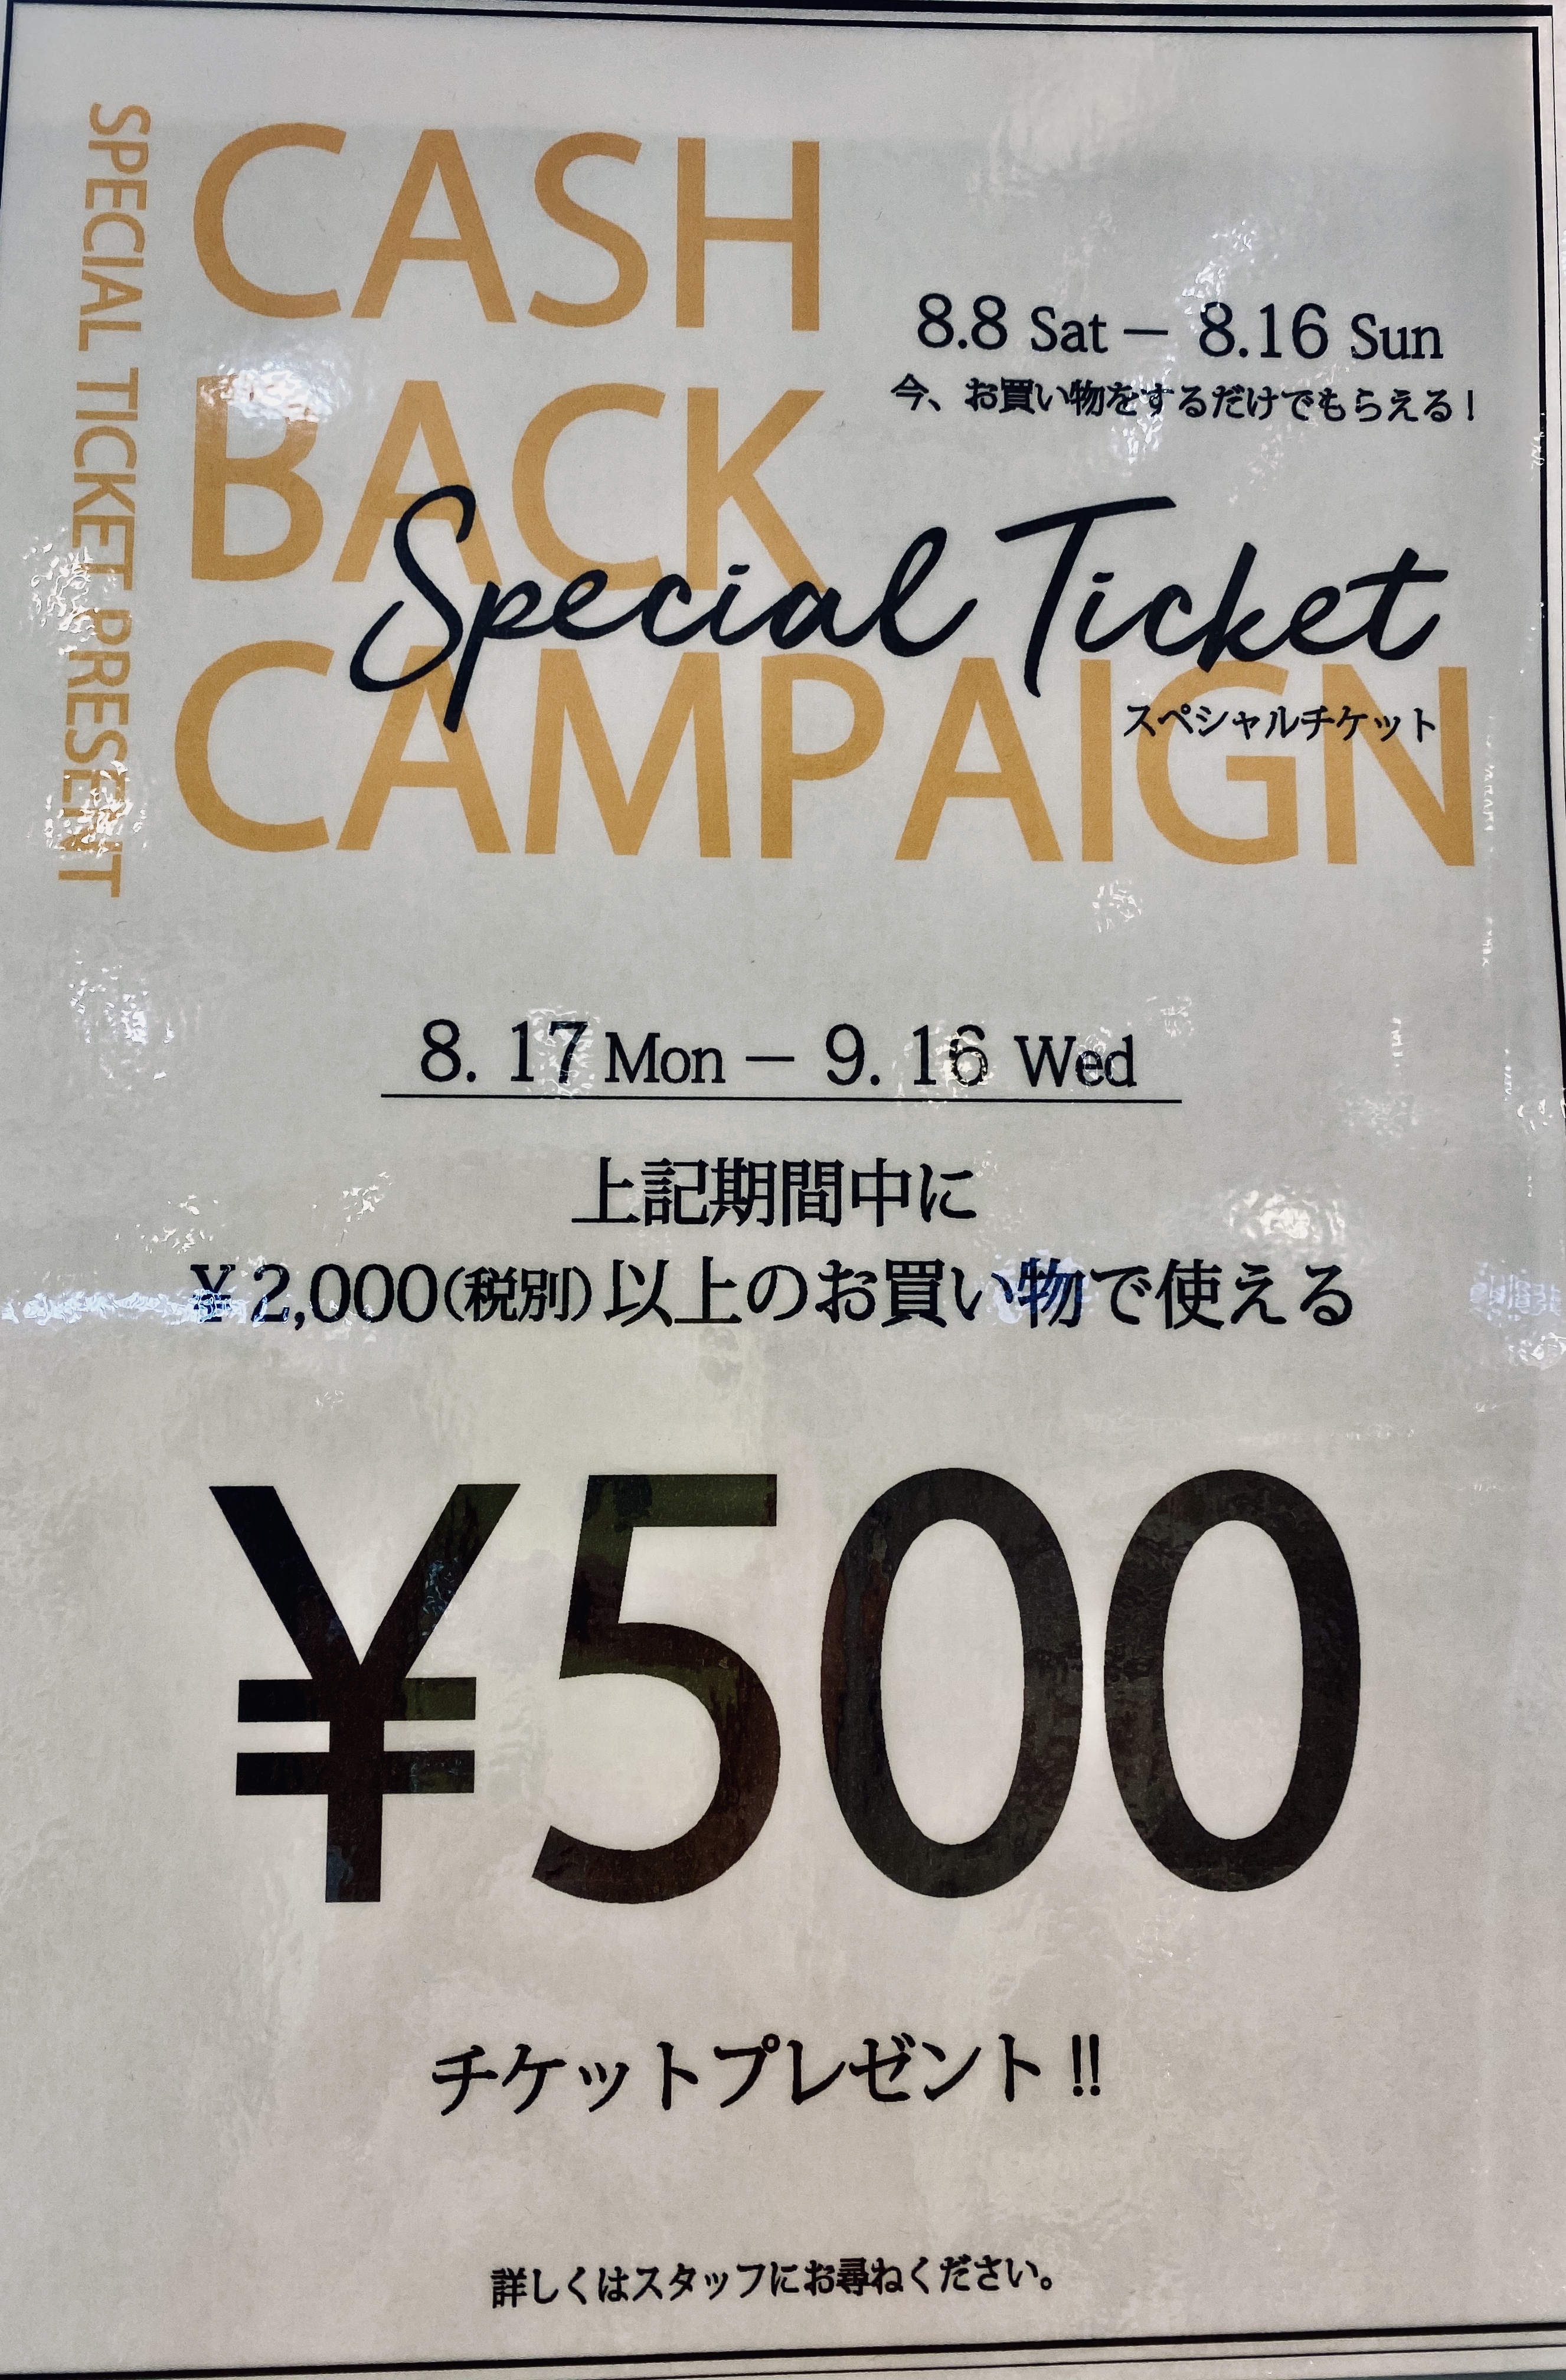 SPECIAL TICKET PRESENT
CASH
BACK
CAMPAIGN
8.8 Sat － 8.16 Sun
今、お買い物をするだけでもらえる！
Special Ticket
スペシャルチケット
8. 17 Mon － 9. 16 Wed
上記期間中に
¥2,000(税別)以上のお買い物で使える
¥500
チケットプレゼント !!
詳しくはスタッフにお尋ねください。